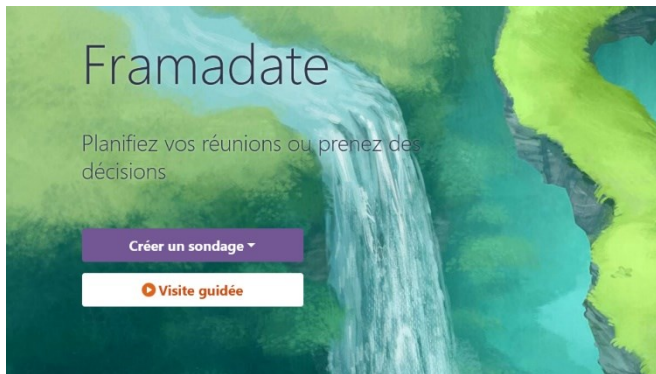 Framadate
Planifiez vos réunions ou prenez des
décisions
Créer un sondage
Visite guidée